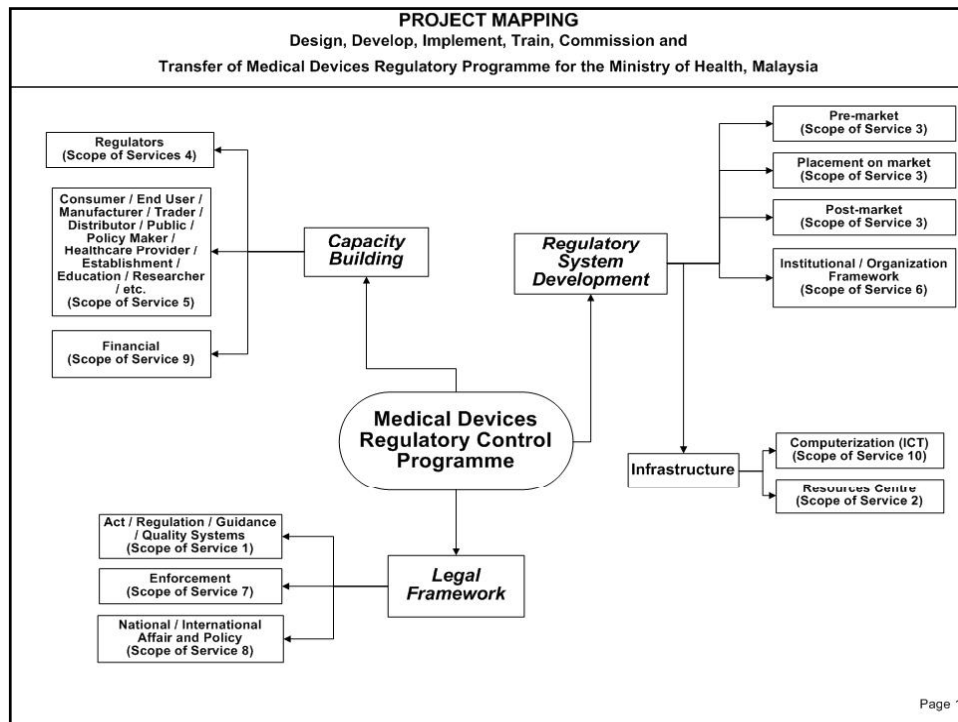 PROJECT MAPPING
Design, Develop, Implement, Train, Commission and
Transfer of Medical Devices Regulatory Programme for the Ministry of Health, Malaysia
Regulators
(Scope of Services 4)
Consumer / End User /
Manufacturer / Trader /
Distributor / Public /
Policy Maker /
Healthcare Provider /
Establishment /
Education / Researcher
/ etc.
(Scope of Service 5)
Financial
(Scope of Service 9)
Capacity
Building
Regulatory
System
Development
Pre-market
(Scope of Service 3)
Placement on market
(Scope of Service 3)
Post-market
(Scope of Service 3)
Institutional / Organization
Framework
(Scope of Service 6)
Medical Devices
Regulatory Control
Programme
Infrastructure
Computerization (ICT)
(Scope of Service 10)
Resources Centre
(Scope of Service 2)
Act / Regulation / Guidance
/ Quality Systems
(Scope of Service 1)
Enforcement
(Scope of Service 7)
National / International
Affair and Policy
(Scope of Service 8)
Legal
Framework
Page 1